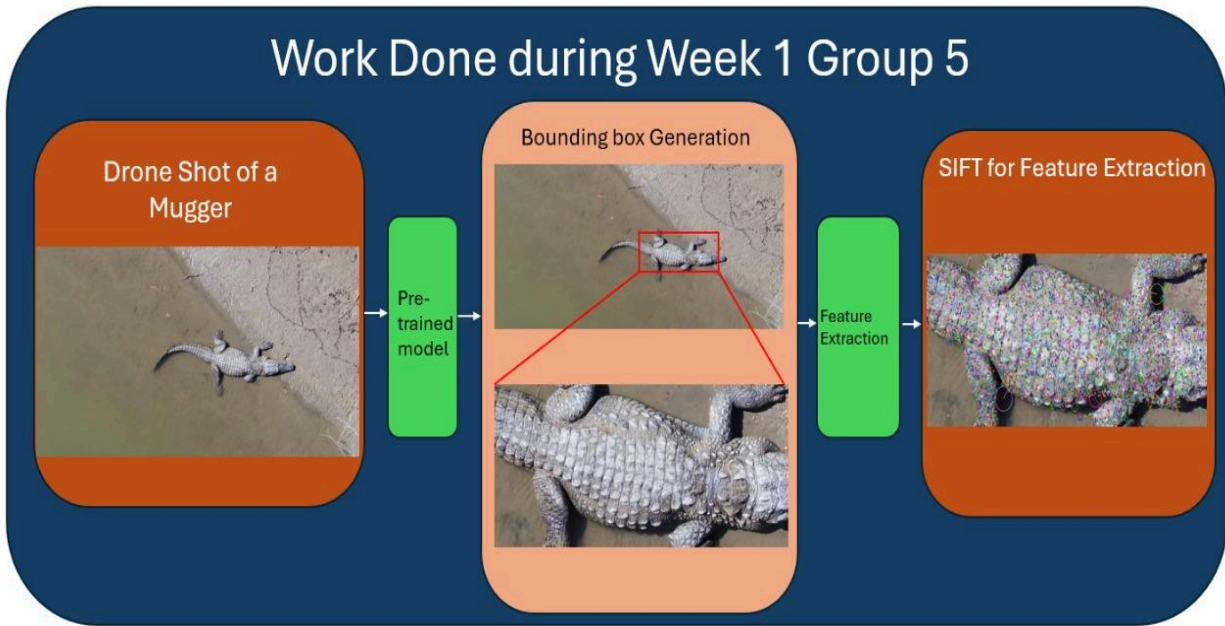 Work Done during Week 1 Group 5
Drone Shot of a
Mugger
Pre-
trained
model
Bounding box Generation
Feature
Extraction
SIFT for Feature Extraction